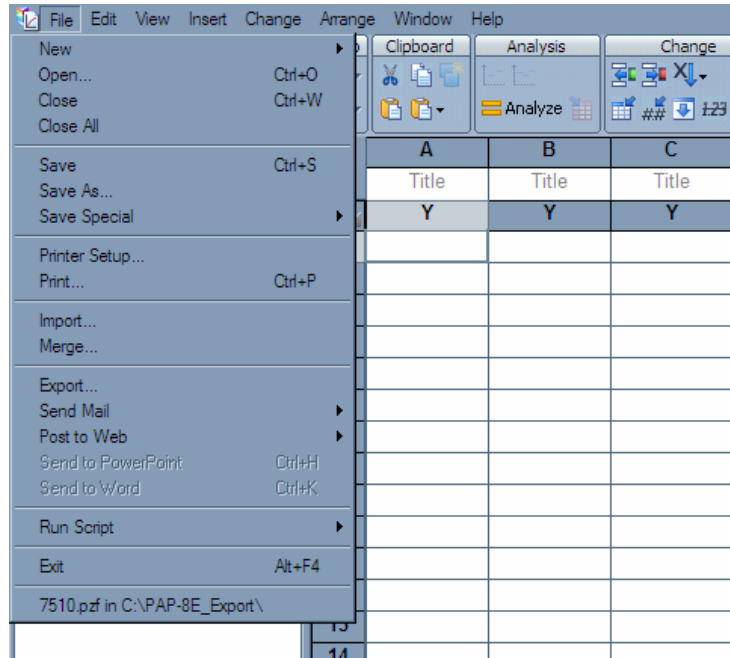 File Edit View Insert Change Arrange Window Help
Clipboard Analysis Change
New
Open... Ctrl+O
Close Ctrl+W
Close All
Save Ctrl+S
Save As...
Save Special
Printer Setup...
Print... Ctrl+P
Import...
Merge...
Export...
Send Mail
Post to Web
Send to PowerPoint Ctrl+H
Send to Word Ctrl+K
Run Script
Exit Alt+F4
7510.pzf in C:\PAP-8E_Export\
X
Analyze ## 123
A B C
Title Title Title
Y Y Y
13
14